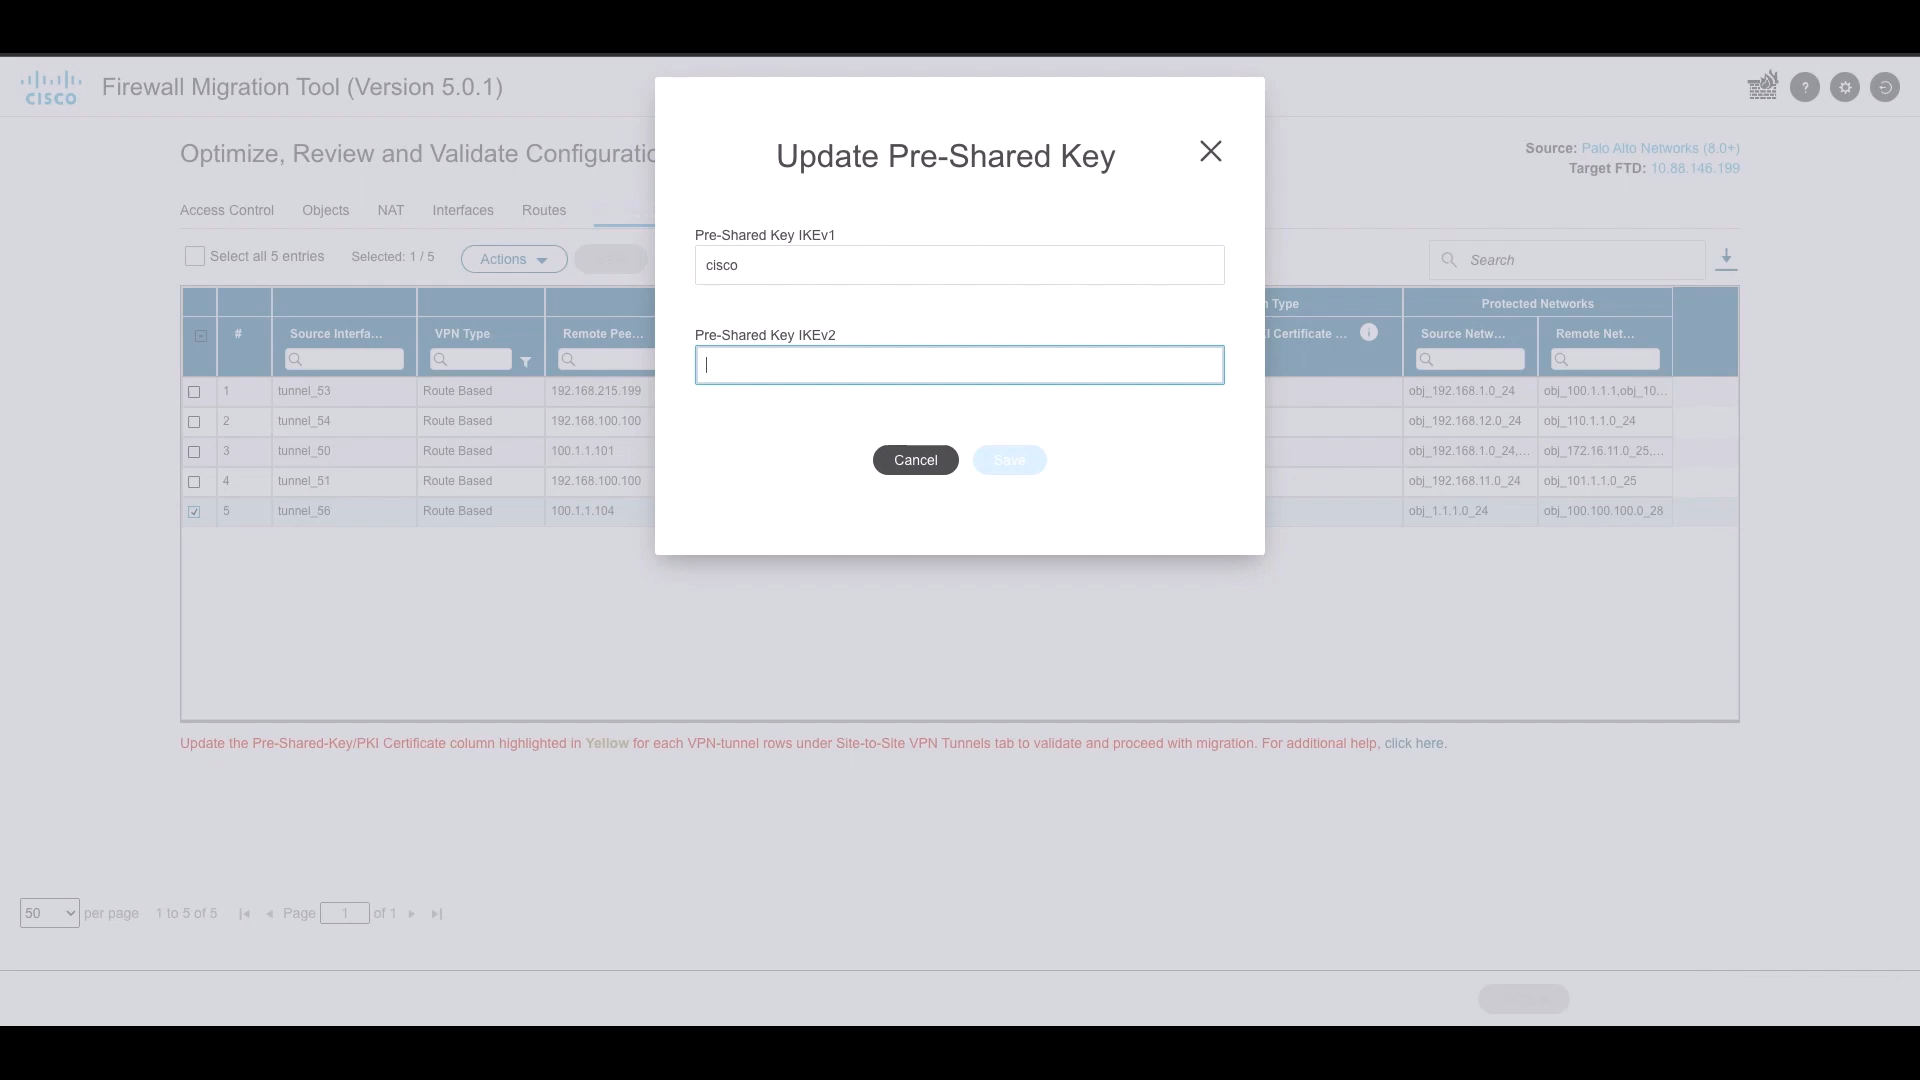 CISCO
Firewall Migration Tool (Version 5.0.1)
?
Optimize, Review and Validate Configuratio
Source: Palo Alto Networks (8.0+)
Target FTD: 10.88.146.199
Access Control Objects NAT Interfaces Routes
Select all 5 entries Selected: 1 / 5 Actions
Search
Update Pre-Shared Key
Pre-Shared Key IKEv1
cisco
Pre-Shared Key IKEv2
Cancel Save
Type Protected Networks
# Source Interfa... VPN Type Remote Pee... I Certificate ... i Source Netw... Remote Net...
1 tunnel_53 Route Based 192.168.215.199 obj_192.168.1.0_24 obj_100.1.1.1,obj_10...
2 tunnel_54 Route Based 192.168.100.100 obj_192.168.12.0_24 obj_110.1.1.0_24
3 tunnel_50 Route Based 100.1.1.101 obj_192.168.1.0_24,... obj_172.16.11.0_25,...
4 tunnel_51 Route Based 192.168.100.100 obj_192.168.11.0_24 obj_101.1.1.0_25
5 tunnel_56 Route Based 100.1.1.104 obj_1.1.1.0_24 obj_100.100.100.0_28
Update the Pre-Shared-Key/PKI Certificate column highlighted in Yellow for each VPN-tunnel rows under Site-to-Site VPN Tunnels tab to validate and proceed with migration. For additional help, click here.
50 per page 1 to 5 of 5 Page 1 of 1